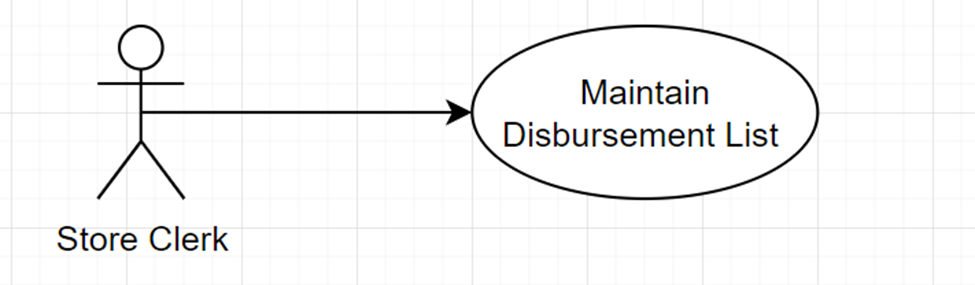 Maintain
Disbursement List
Store Clerk